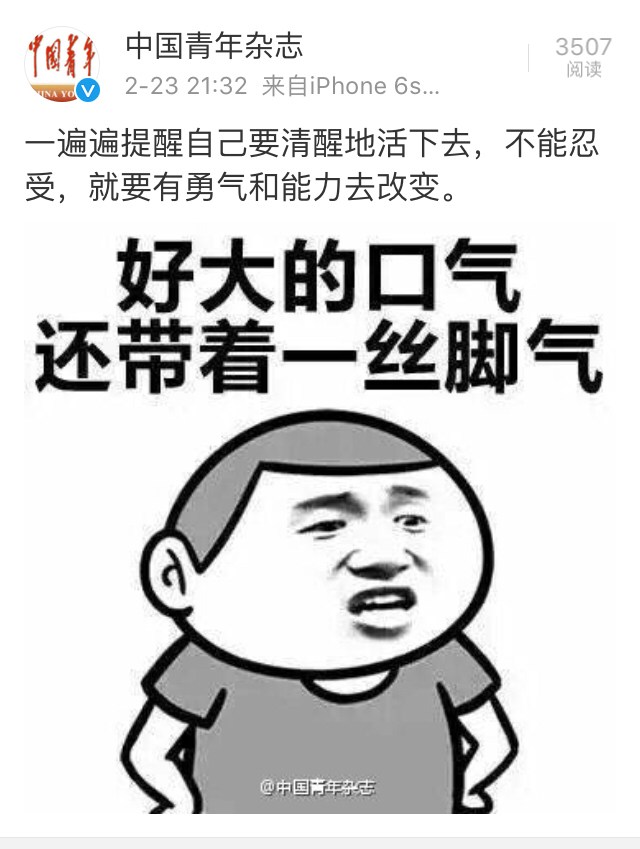 中国青年
CHINA YO
中国青年杂志
3507
2-23 21:32 来自iPhone 6s...
阅读
一遍遍提醒自己要清醒地活下去，不能忍
受，就要有勇气和能力去改变。
好大的口气
还带着一丝脚气
@中国青年杂志